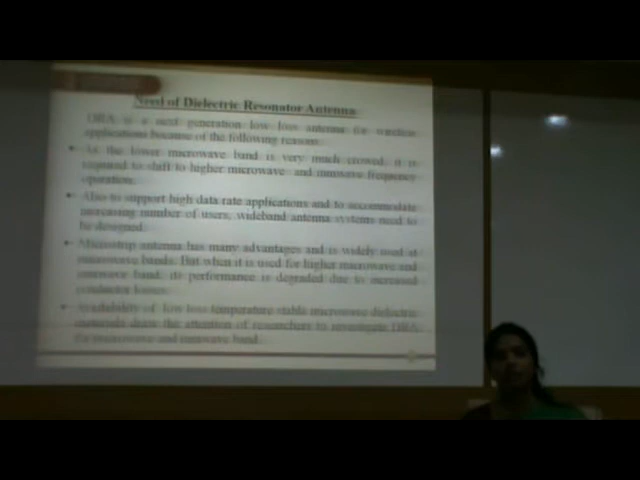 Need of Dielectric Resonator Antenna
DRA is a next generation low loss antenna for wireless
applications because of the following reasons
• As the lower microwave band is very much crowed, it is
required to shift to higher microwave and mmwave frequency
operation.
• Also to support high data rate applications and to accommodate
increasing number of users, wideband antenna systems need to
be designed.
• Microstrip antenna has many advantages and is widely used at
microwave bands. But when it is used for higher microwave and
mmwave band, its performance is degraded due to increased
conductor losses.
• Availability of low loss temperature stable microwave dielectric
materials draw the attention of researchers to investigate DRA
for microwave and mmwave band.